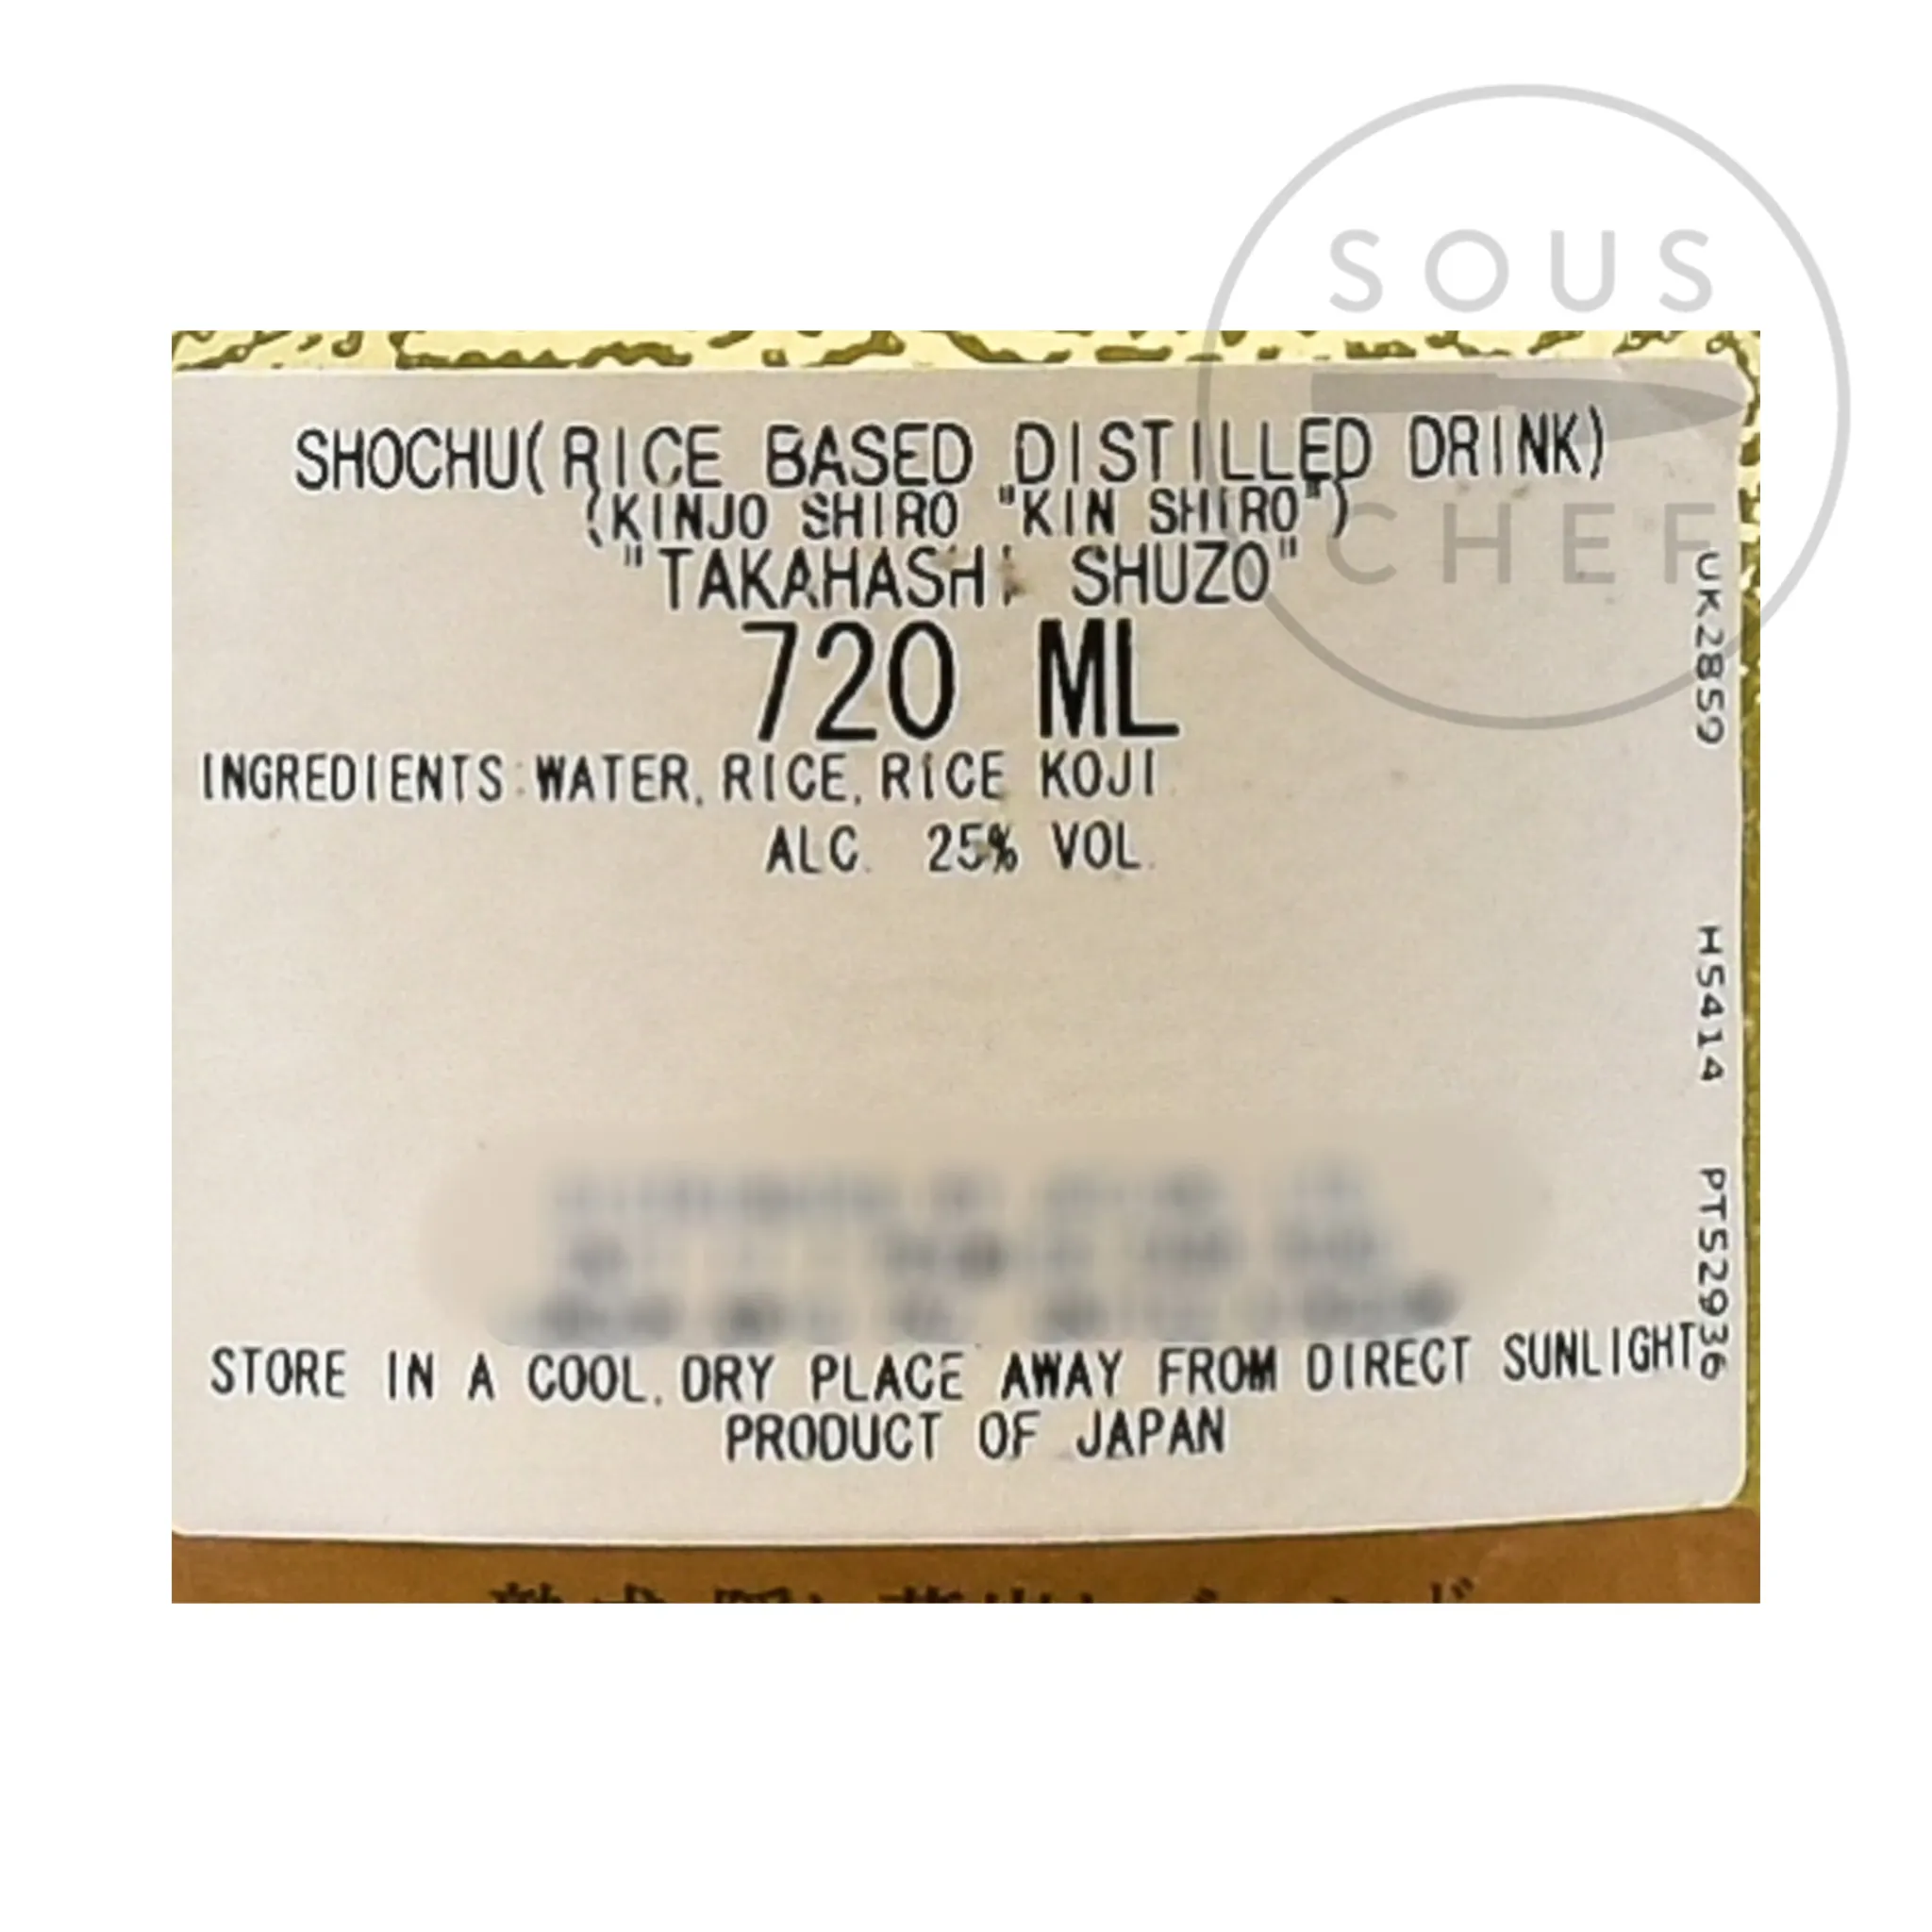 SOUS
CHEF
SHOCHU(RICE BASED DISTILLED DRINK)
(KINJO SHIRO "KIN SHIRO")
"TAKAHASHI SHUZO"
720 ML
INGREDIENTS:WATER,RICE,RICE KOJI.
ALC. 25% VOL.
STORE IN A COOL,DRY PLACE AWAY FROM DIRECT SUNLIGHT
PRODUCT OF JAPAN
UK2859 H5414 PT52936